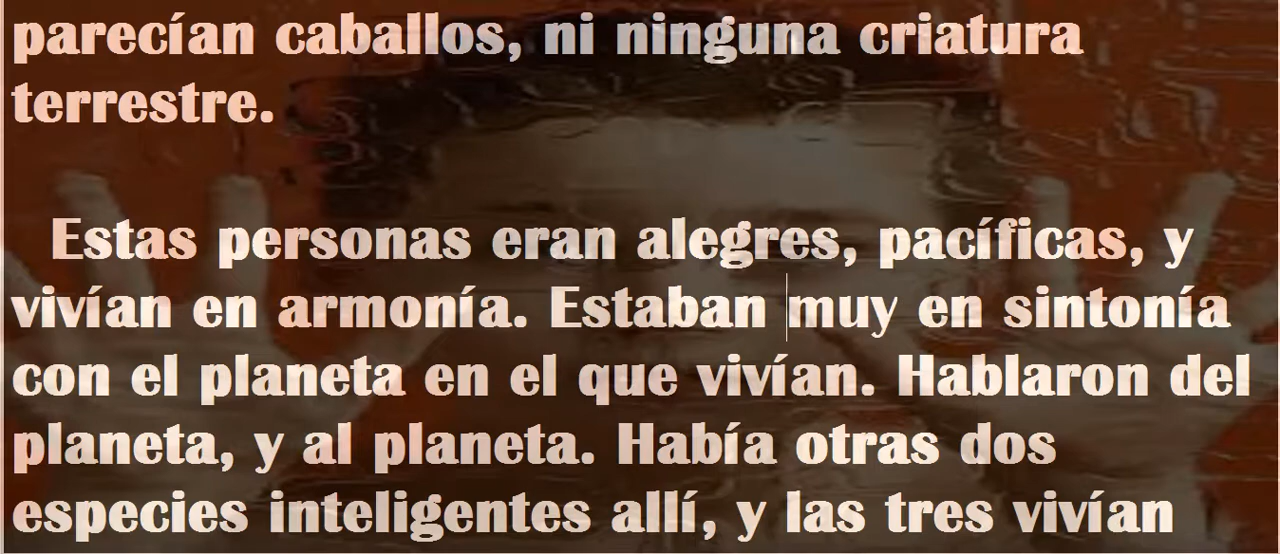 parecían caballos, ni ninguna criatura
terrestre.
Estas personas eran alegres, pacíficas, y
vivían en armonía. Estaban muy en sintonía
con el planeta en el que vivían. Hablaron del
planeta, y al planeta. Había otras dos
especies inteligentes allí, y las tres vivían